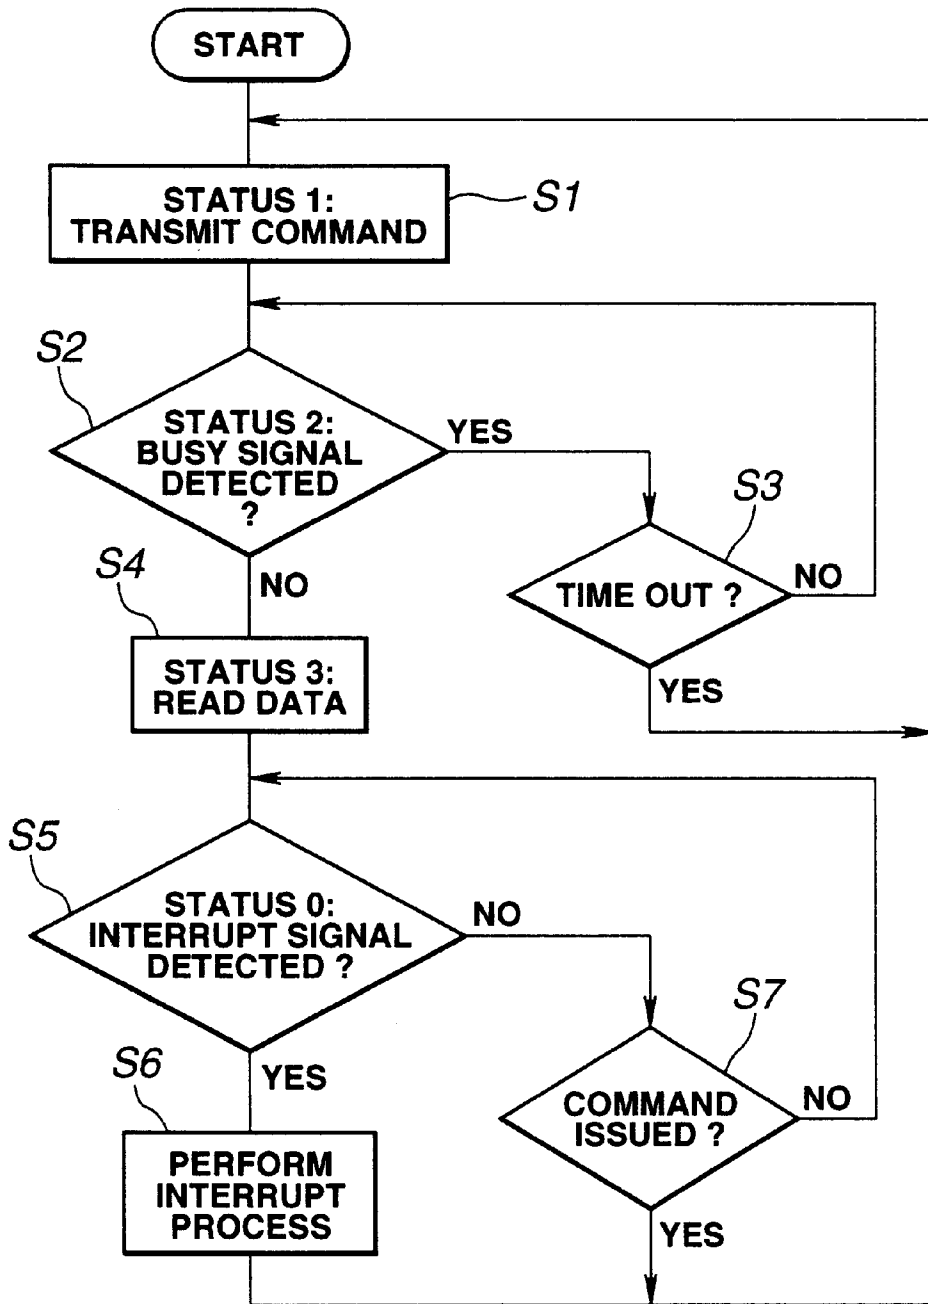 START
STATUS 1:
TRANSMIT COMMAND
S1
S2
STATUS 2:
BUSY SIGNAL
DETECTED
?
YES
S3
TIME OUT ?
NO
YES
NO
S4
STATUS 3:
READ DATA
S5
STATUS 0:
INTERRUPT SIGNAL
DETECTED ?
NO
S7
COMMAND
ISSUED ?
NO
YES
YES
S6
PERFORM
INTERRUPT
PROCESS